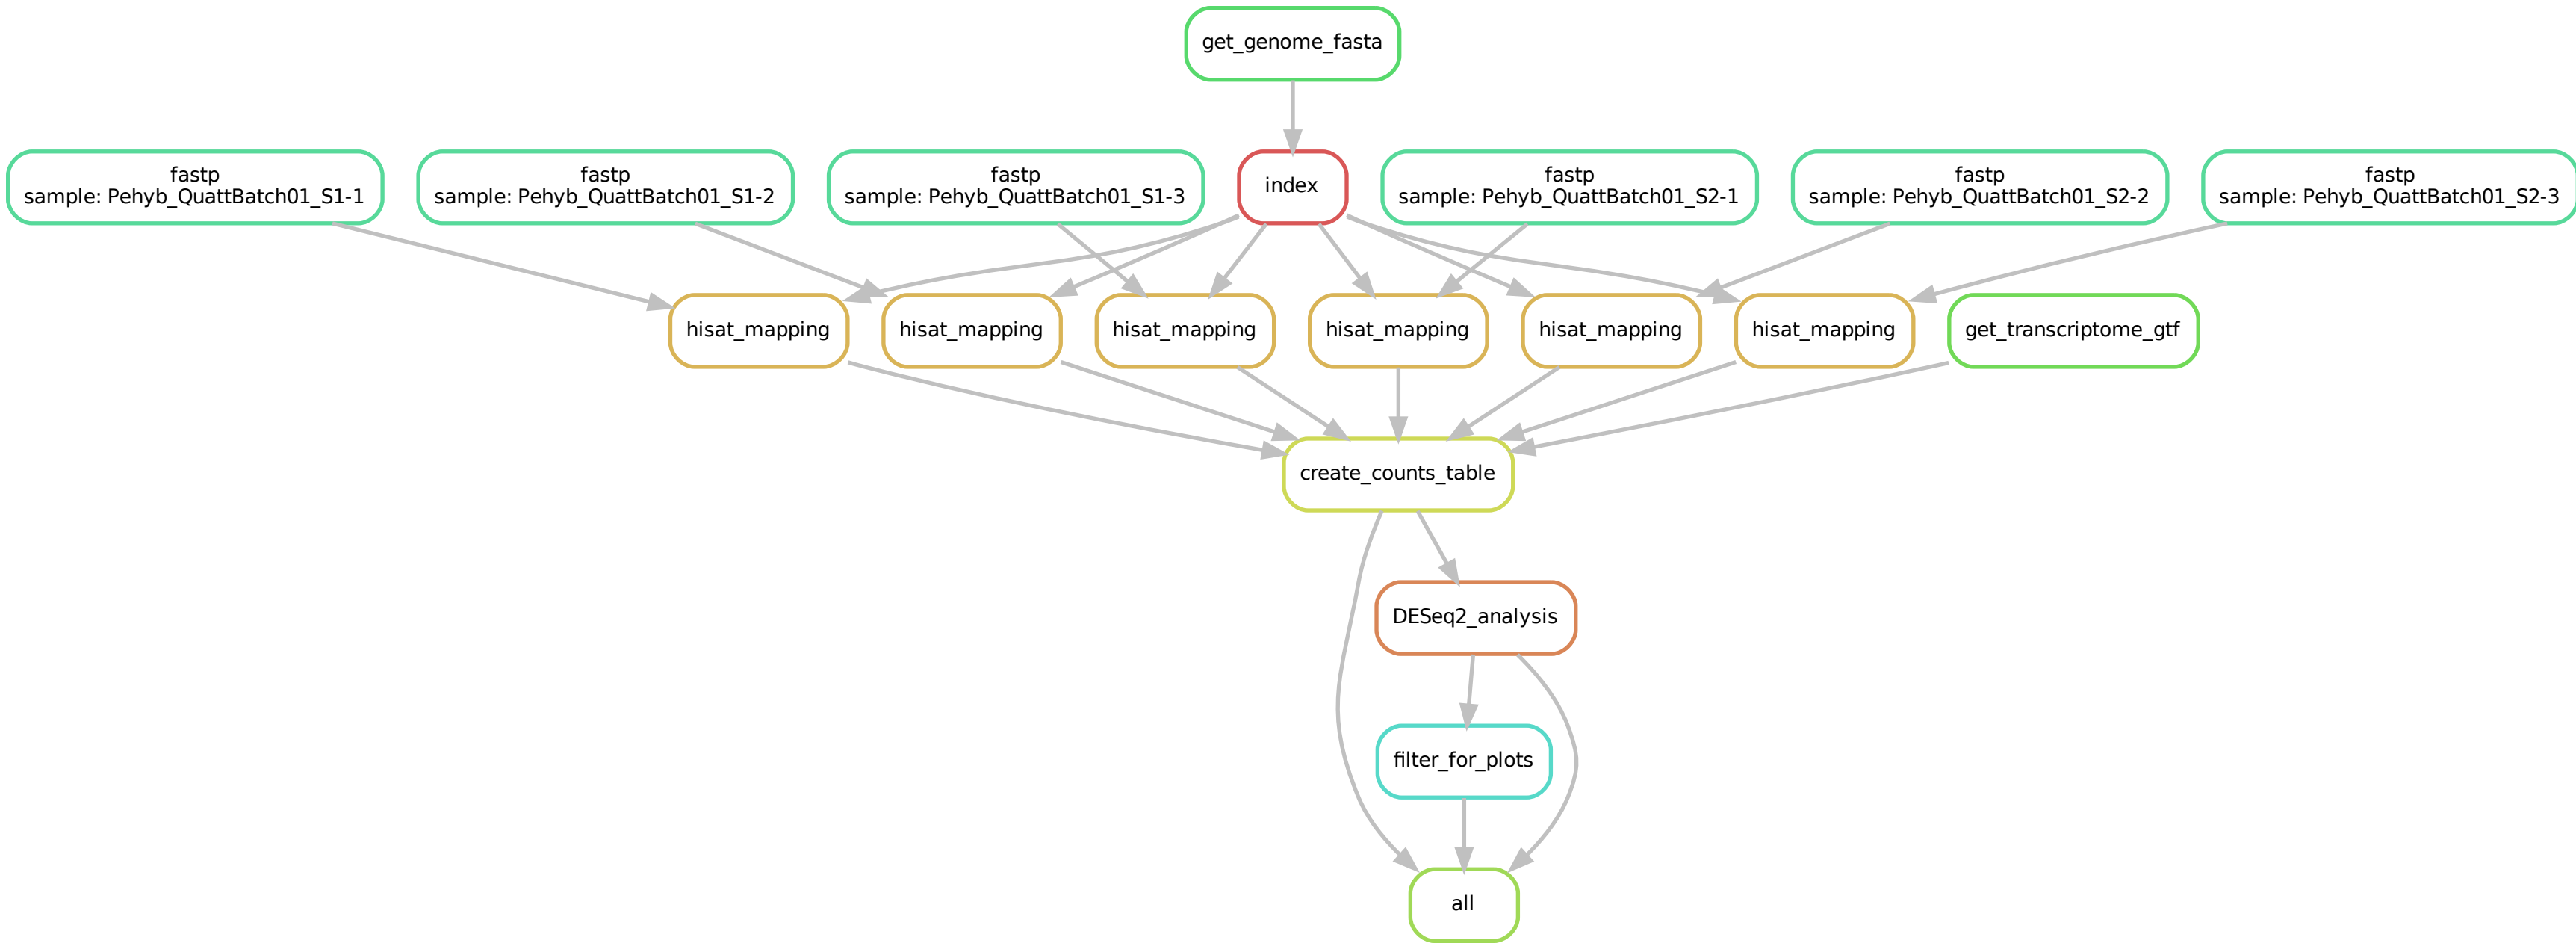 get_genome_fasta
fastp
sample: Pehyb_QuattBatch01_S1-1
fastp
sample: Pehyb_QuattBatch01_S1-2
fastp
sample: Pehyb_QuattBatch01_S1-3
index
fastp
sample: Pehyb_QuattBatch01_S2-1
fastp
sample: Pehyb_QuattBatch01_S2-2
fastp
sample: Pehyb_QuattBatch01_S2-3
hisat_mapping
hisat_mapping
hisat_mapping
hisat_mapping
hisat_mapping
hisat_mapping
get_transcriptome_gtf
create_counts_table
DESeq2_analysis
filter_for_plots
all